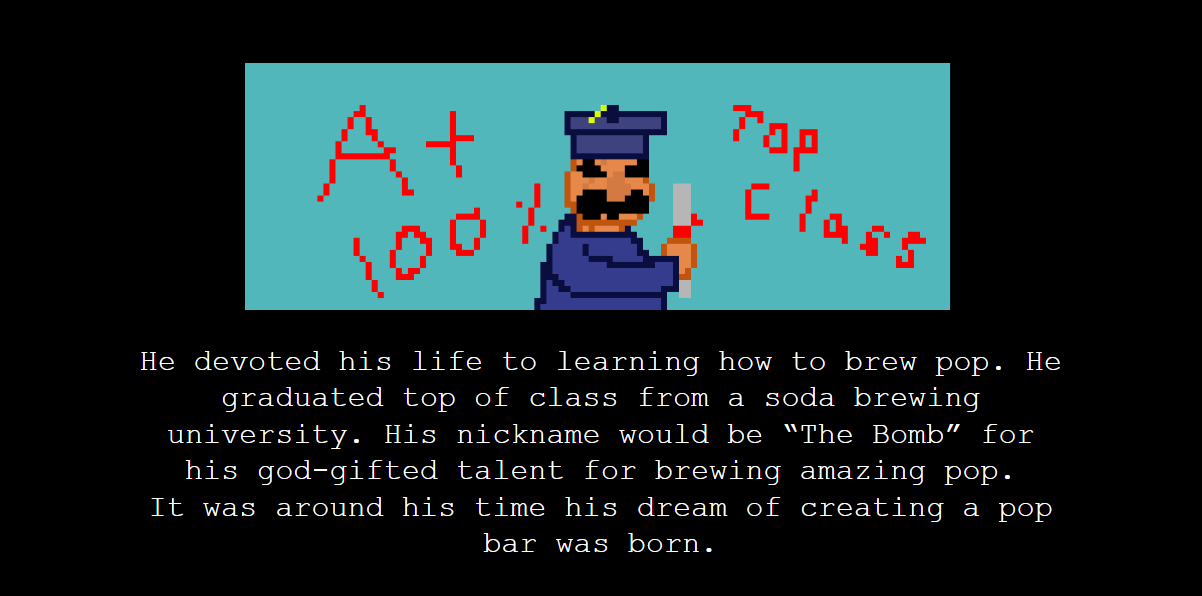 A+
100%
Pop
Class
He devoted his life to learning how to brew pop. He
graduated top of class from a soda brewing
university. His nickname would be “The Bomb” for
his god-gifted talent for brewing amazing pop.
It was around his time his dream of creating a pop
bar was born.